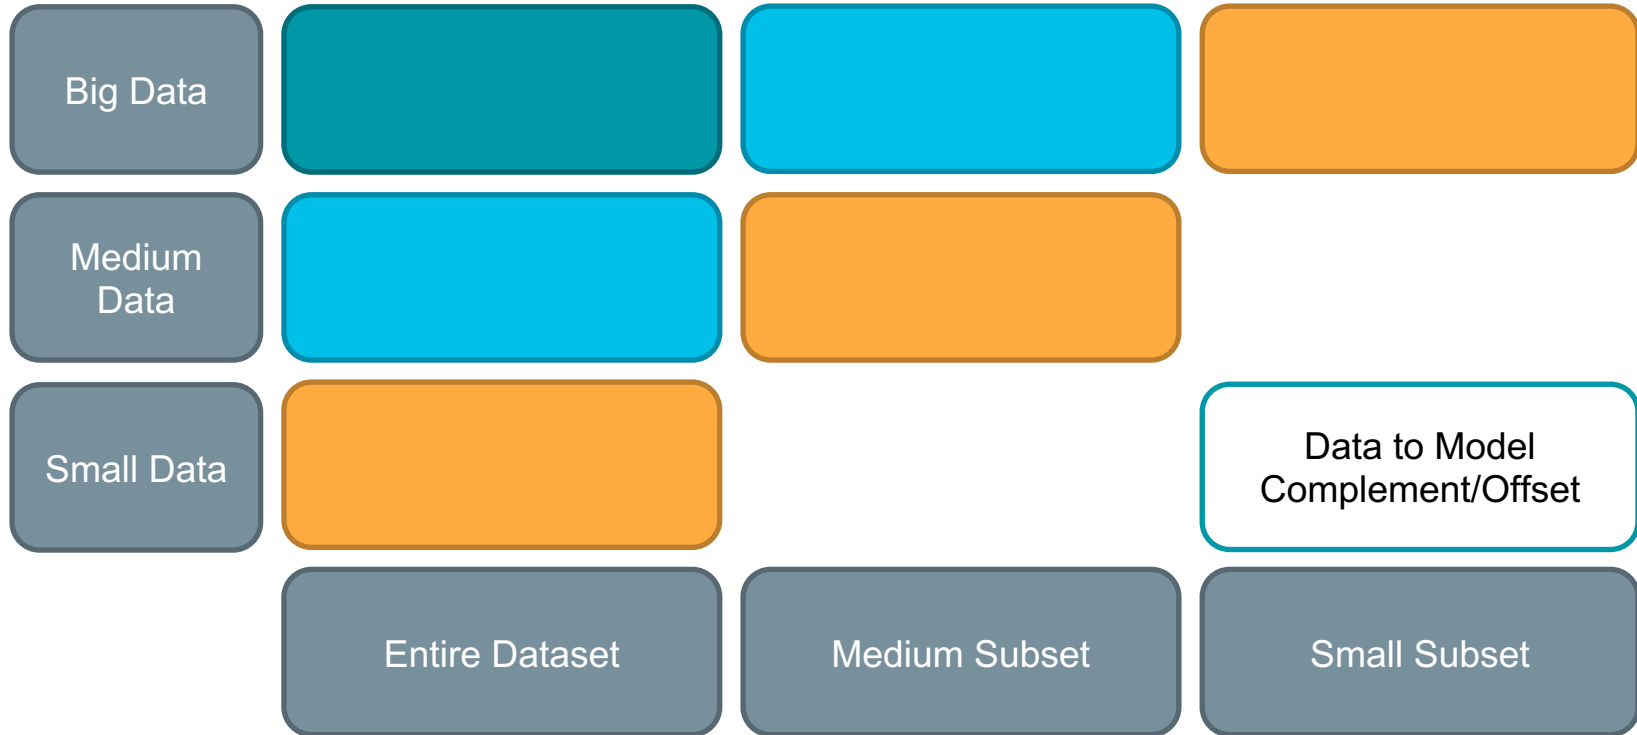 Big Data
Medium
Data
Small Data
Data to Model
Complement/Offset
Entire Dataset
Medium Subset
Small Subset